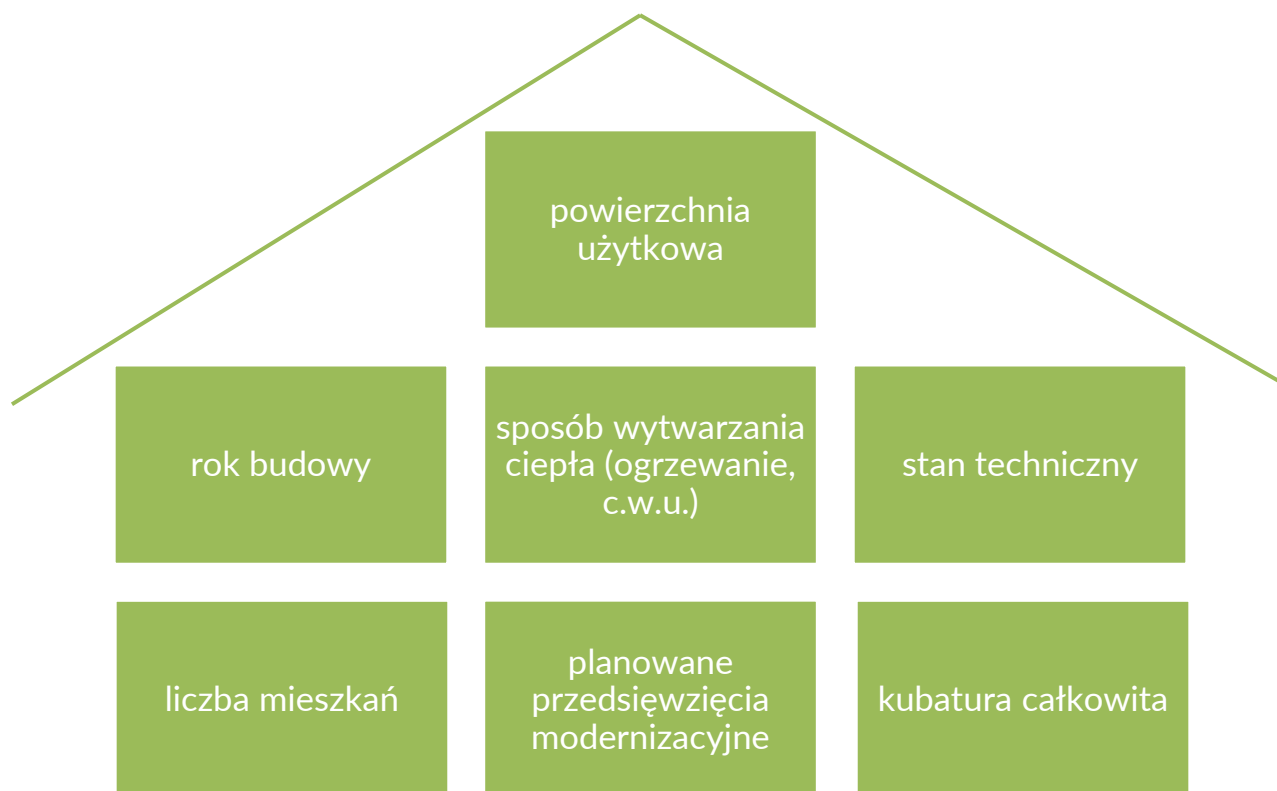 powierzchnia
użytkowa
rok budowy
sposób wytwarzania
ciepła (ogrzewanie,
c.w.u.)
stan techniczny
liczba mieszkań
planowane
przedsięwzięcia
modernizacyjne
kubatura całkowita